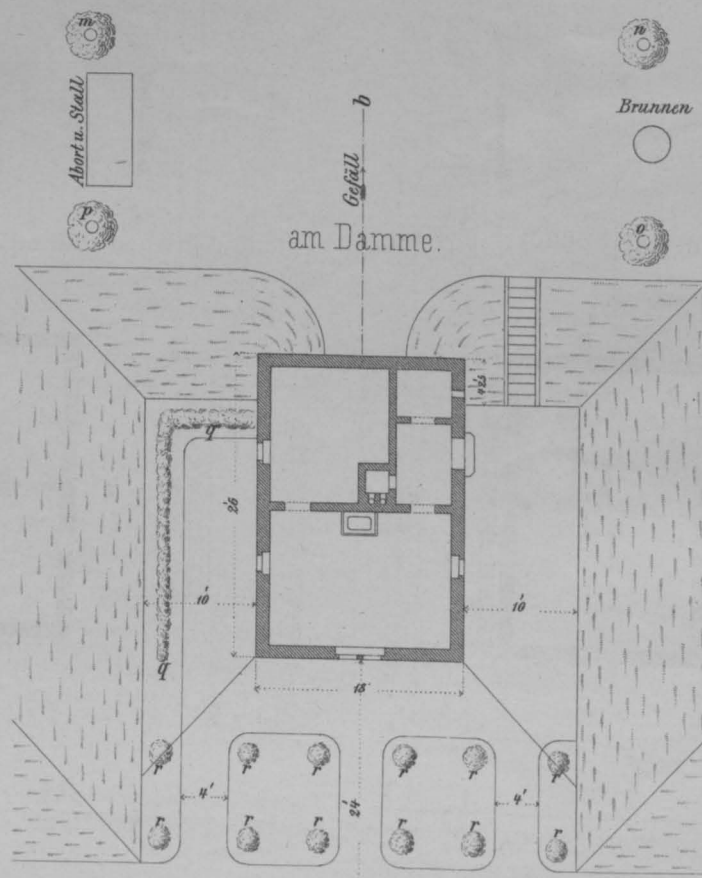 m
n
Abort u. Stall
b
Brunnen
Gefäll
p
o
am Damme.
q
26'
10'
10'
q
18'
r
r
r
r
r
r
4'
24'
4'
r
r
r
r
r
r